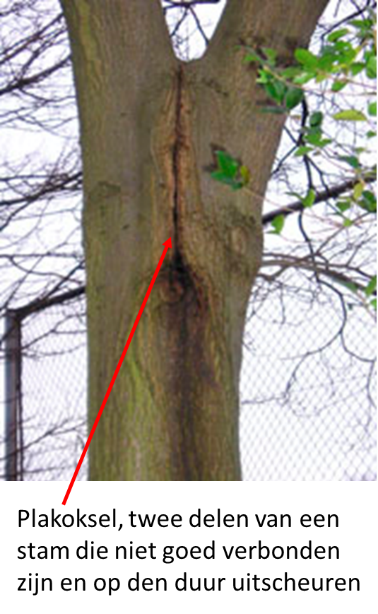 Plakoksel, twee delen van een
stam die niet goed verbonden
zijn en op den duur uitscheuren